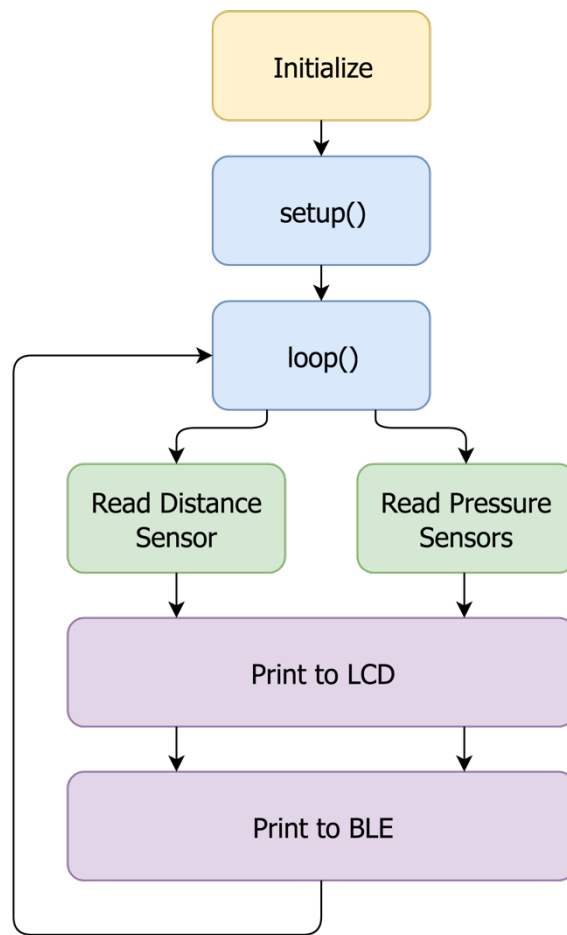 Initialize
setup()
loop()
Read Distance
Sensor
Read Pressure
Sensors
Print to LCD
Print to BLE